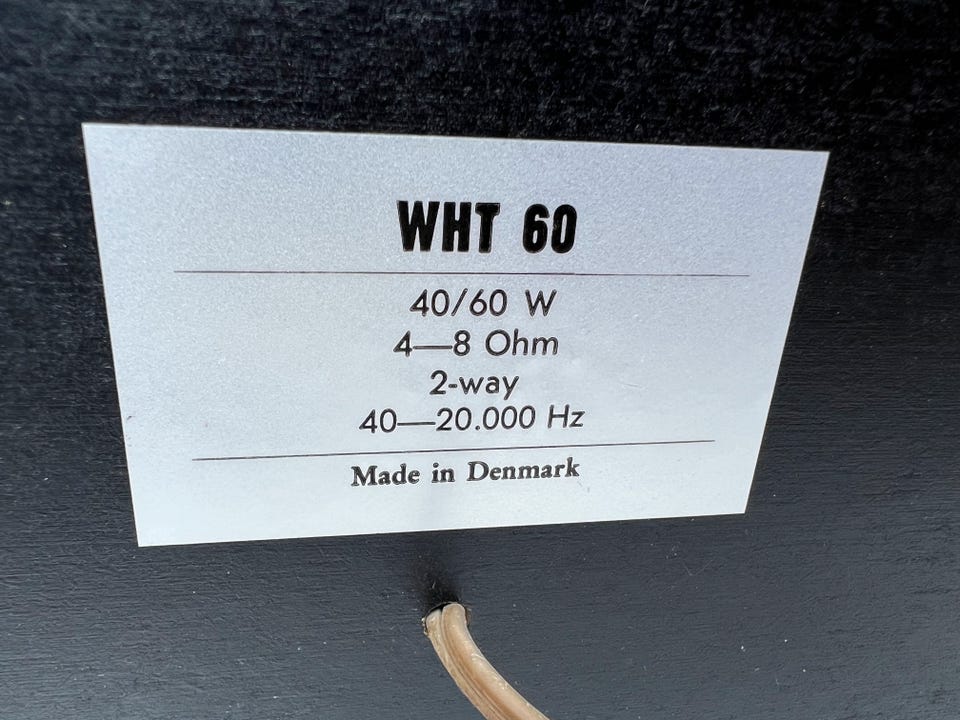 WHT 60
40/60 W
4—8 Ohm
2-way
40—20.000 Hz
Made in Denmark